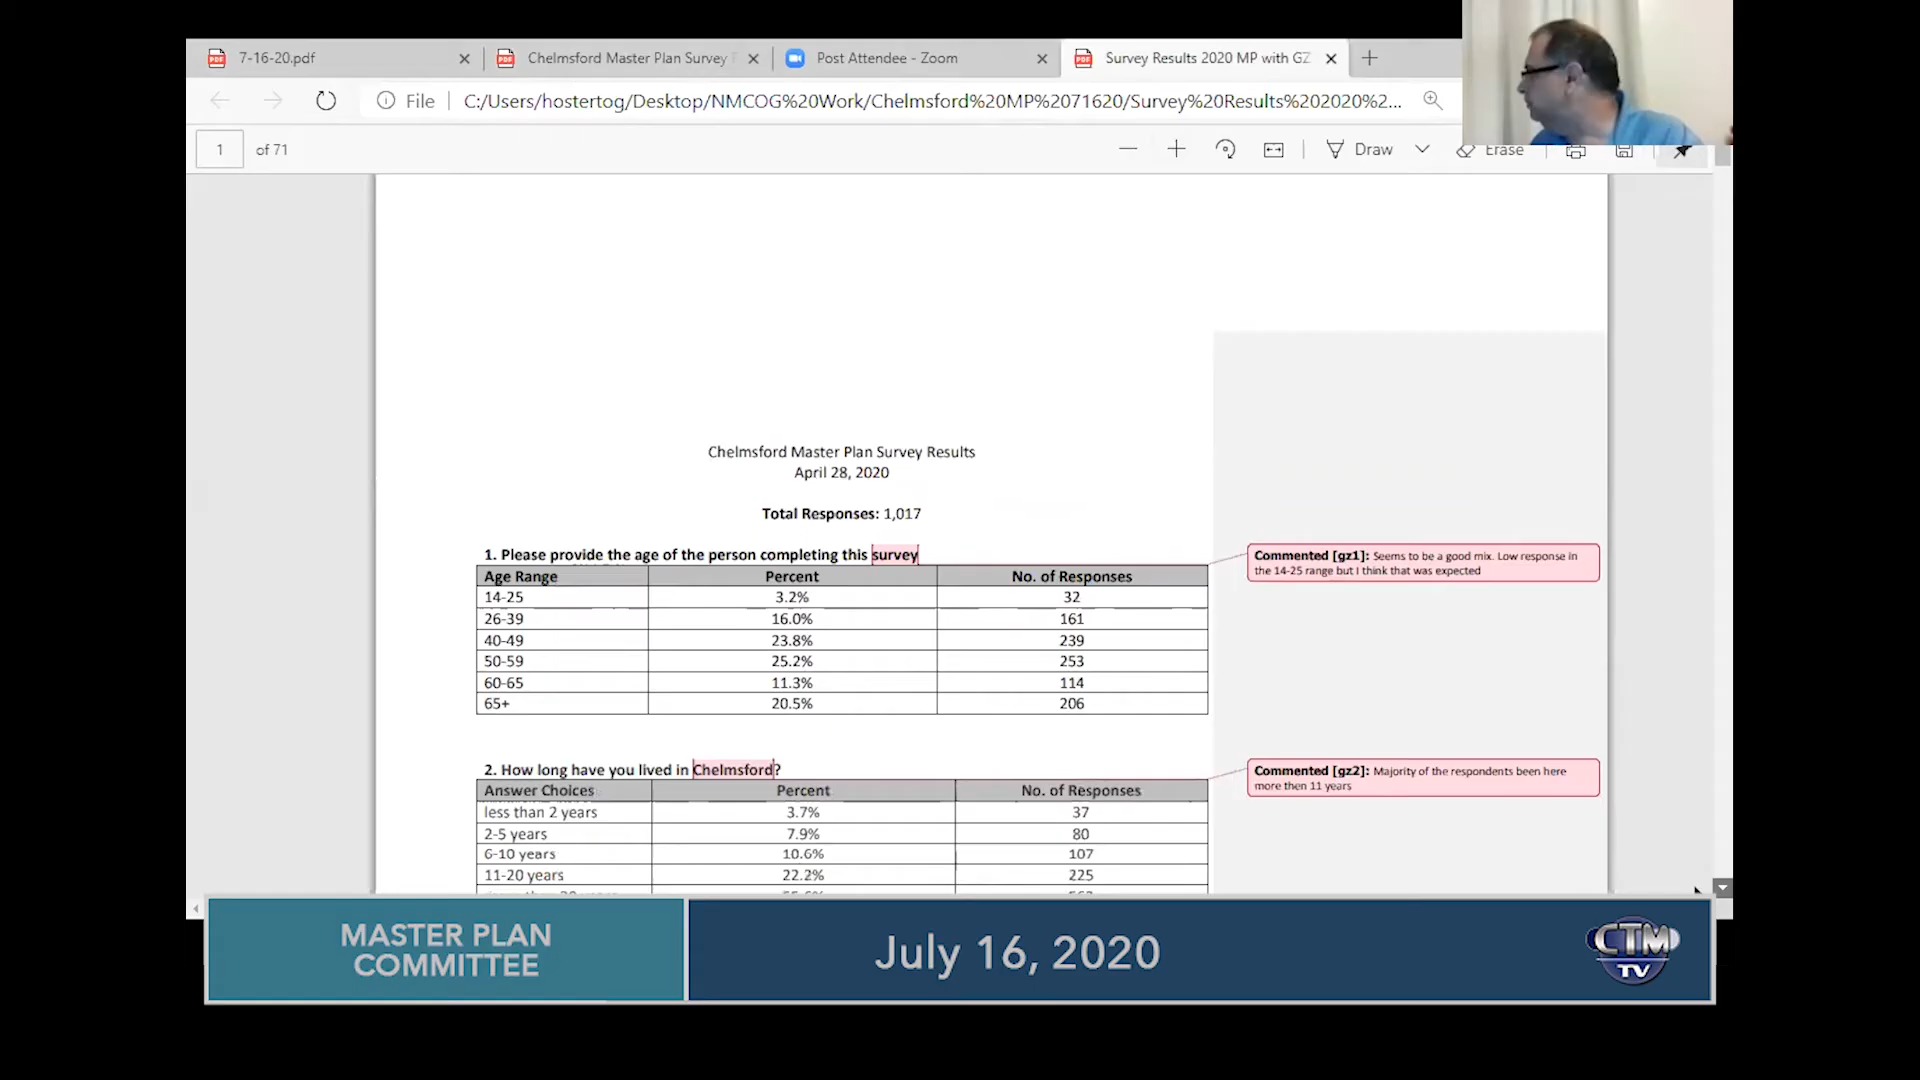 7-16-20.pdf
Chelmsford Master Plan Survey
Post Attendee - Zoom
Survey Results 2020 MP with GZ
File
C:/Users/hostertog/Desktop/NMCOG%20Work/Chelmsford%20MP%2071620/Survey%20Results%202020%2...
1 of 71
Draw
Erase
Chelmsford Master Plan Survey Results
April 28, 2020
Total Responses: 1,017
1. Please provide the age of the person completing this survey
Age Range Percent No. of Responses
14-25 3.2% 32
26-39 16.0% 161
40-49 23.8% 239
50-59 25.2% 253
60-65 11.3% 114
65+ 20.5% 206
Commented [gz1]: Seems to be a good mix. Low response in
the 14-25 range but I think that was expected
2. How long have you lived in Chelmsford?
Answer Choices Percent No. of Responses
less than 2 years 3.7% 37
2-5 years 7.9% 80
6-10 years 10.6% 107
11-20 years 22.2% 225
Commented [gz2]: Majority of the respondents been here
more then 11 years
MASTER PLAN
COMMITTEE
July 16, 2020
CTM
TV